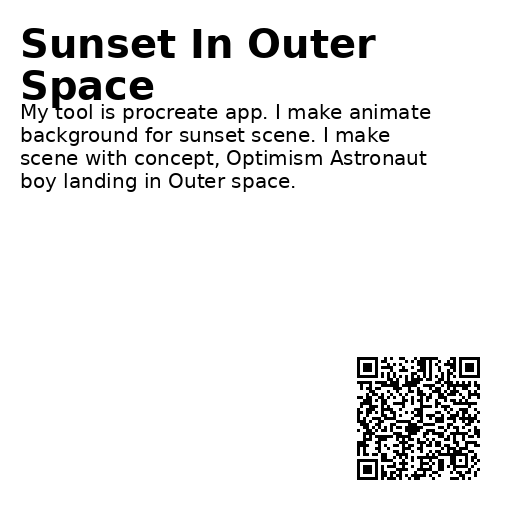 Sunset In Outer
Space
My tool is procreate app. I make animate
background for sunset scene. I make
scene with concept, Optimism Astronaut
boy landing in Outer space.